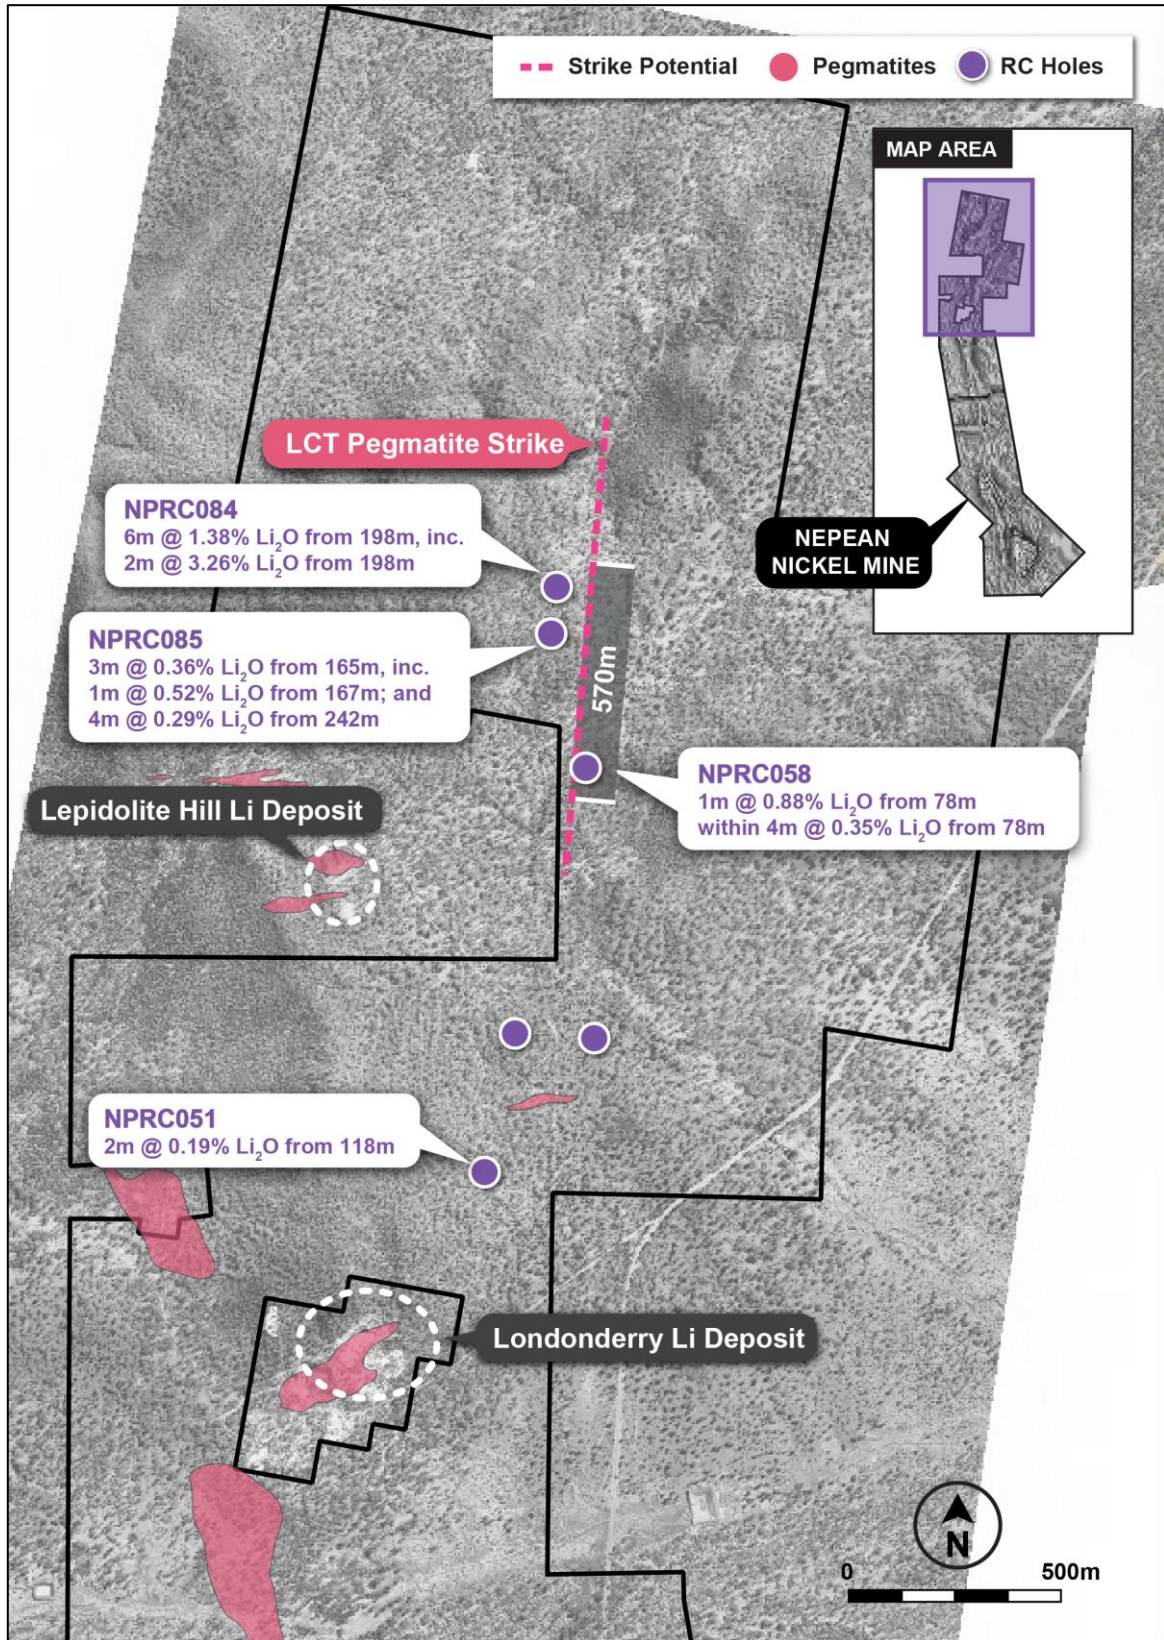 Strike Potential
Pegmatites
RC Holes
MAP AREA
NEPEAN
NICKEL MINE
LCT Pegmatite Strike
NPRC084
6m @ 1.38% Li₂O from 198m, inc.
2m @ 3.26% Li₂O from 198m
NPRC085
3m @ 0.36% Li₂O from 165m, inc.
1m @ 0.52% Li₂O from 167m; and
4m @ 0.29% Li₂O from 242m
570m
NPRC058
1m @ 0.88% Li₂O from 78m
within 4m @ 0.35% Li₂O from 78m
Lepidolite Hill Li Deposit
NPRC051
2m @ 0.19% Li₂O from 118m
Londonderry Li Deposit
N
0
500m